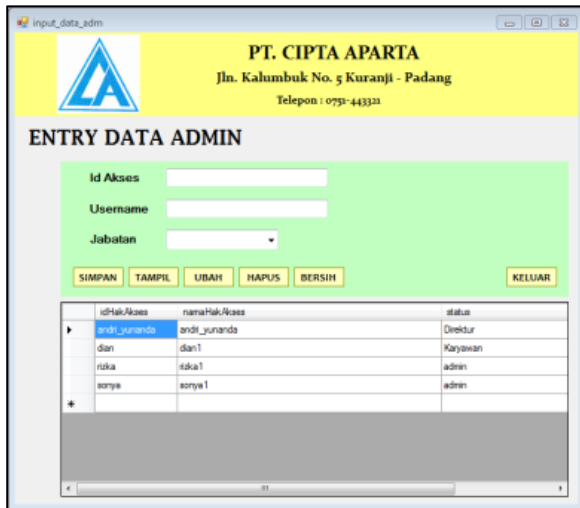 input_data_adm
PT. CIPTA APARTA
Jln. Kalumbuk No. 5 Kuranji - Padang
Telepon : 0751-443321
ENTRY DATA ADMIN
Id Akses
Username
Jabatan
SIMPAN TAMPIL UBAH HAPUS BERSIH KELUAR
idHakAkses namaHakAkses status
andri_yunanda andri_yunanda Direktur
dian dian1 Karyawan
rizka rizka1 admin
sonya sonya1 admin